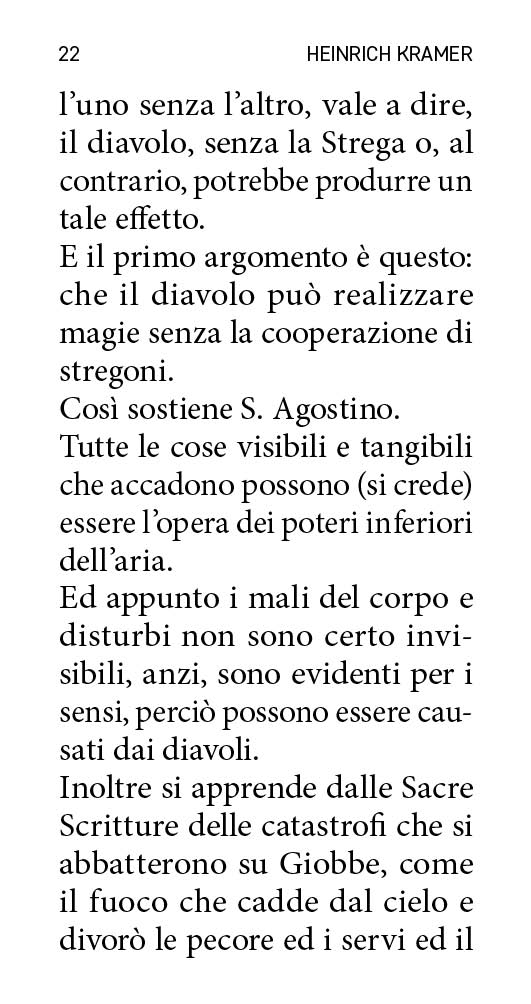 22
HEINRICH KRAMER
l’uno senza l’altro, vale a dire,
il diavolo, senza la Strega o, al
contrario, potrebbe produrre un
tale effetto.
E il primo argomento è questo:
che il diavolo può realizzare
magie senza la cooperazione di
stregoni.
Così sostiene S. Agostino.
Tutte le cose visibili e tangibili
che accadono possono (si crede)
essere l’opera dei poteri inferiori
dell’aria.
Ed appunto i mali del corpo e
disturbi non sono certo invi-
sibili, anzi, sono evidenti per i
sensi, perciò possono essere cau-
sati dai diavoli.
Inoltre si apprende dalle Sacre
Scritture delle catastrofi che si
abbatterono su Giobbe, come
il fuoco che cadde dal cielo e
divorò le pecore ed i servi ed il